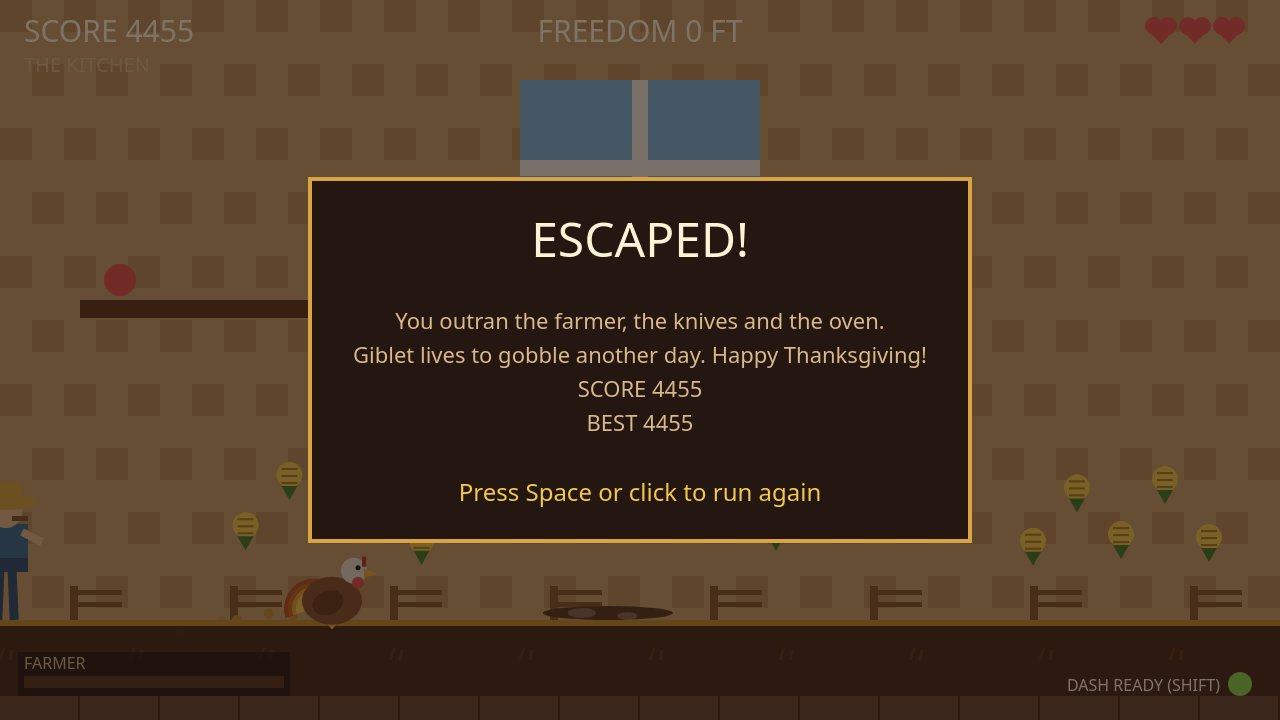 SCORE 4455
FREEDOM 0 FT
THE KITCHEN
ESCAPED!
You outran the farmer, the knives and the oven.
Giblet lives to gobble another day. Happy Thanksgiving!
SCORE 4455
BEST 4455
Press Space or click to run again
FARMER
DASH READY (SHIFT)